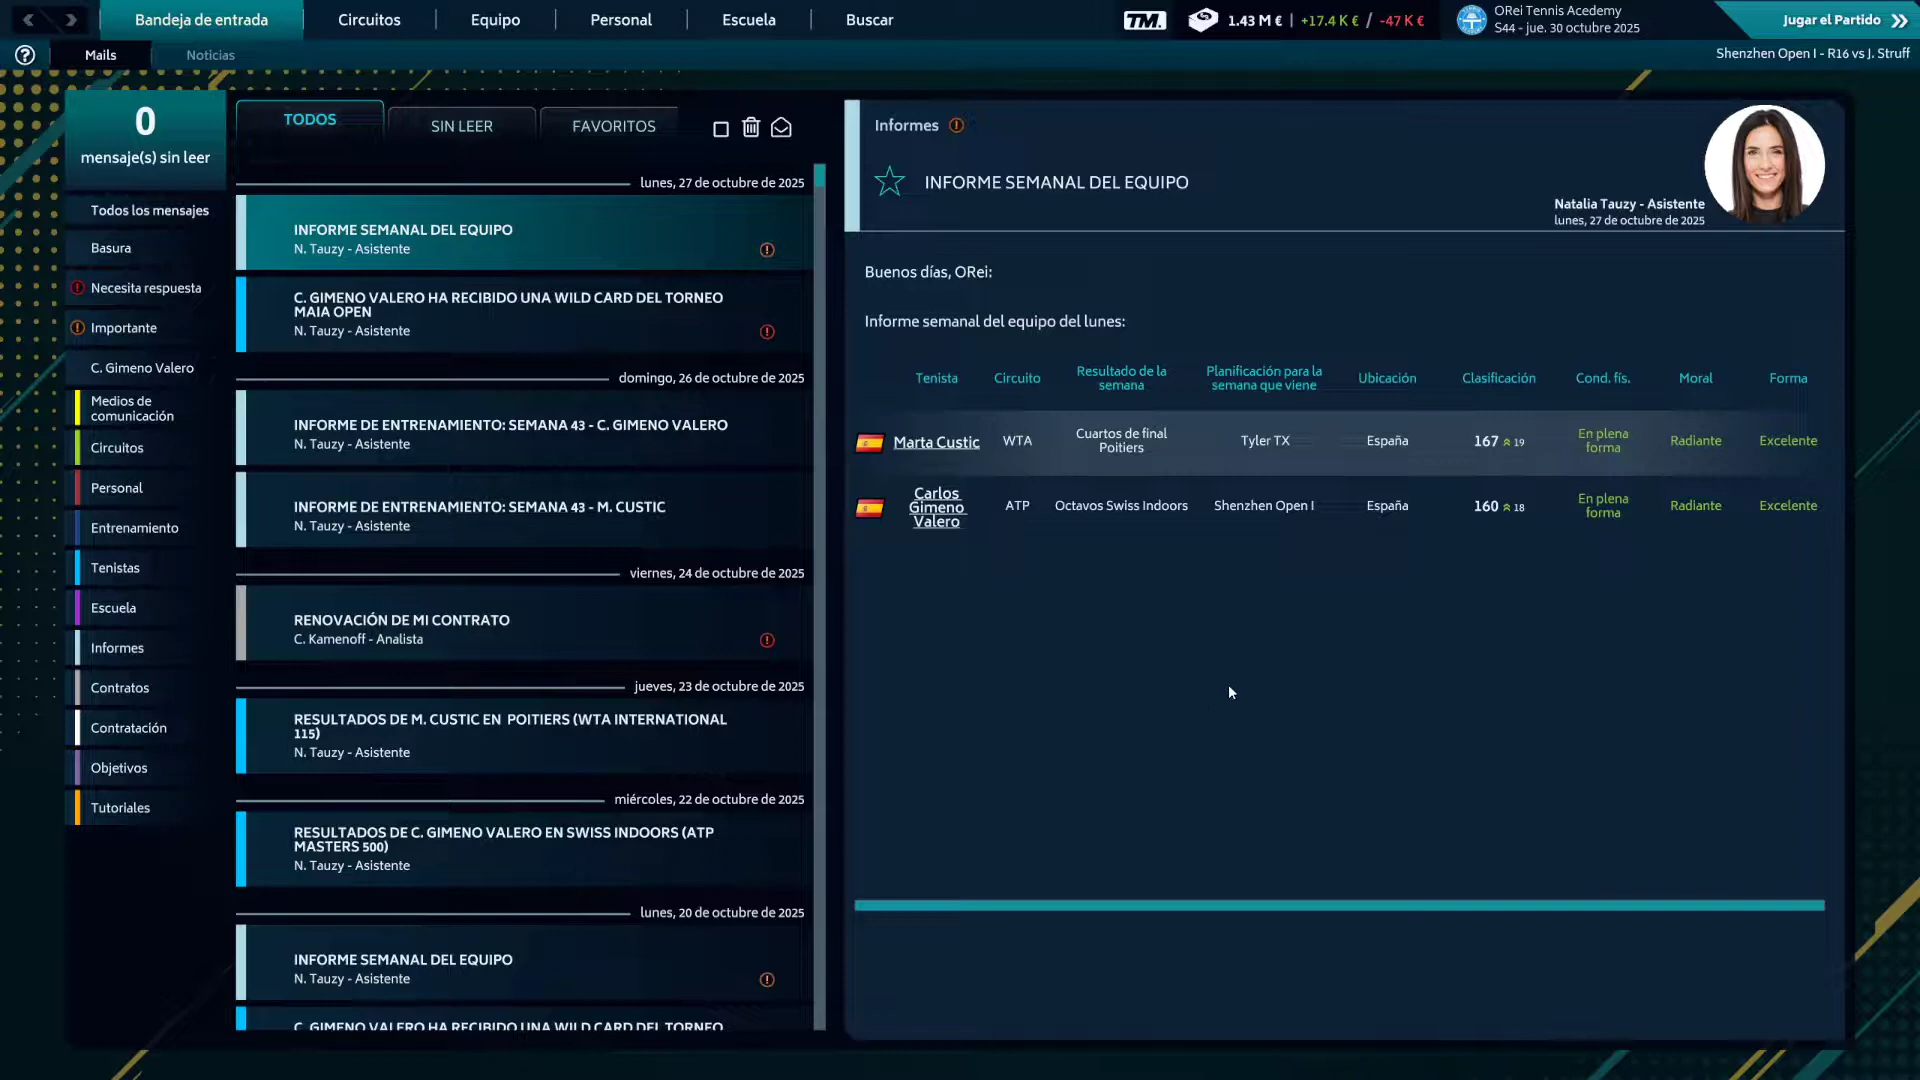 Bandeja de entrada
Circuitos
Equipo
Personal
Escuela
Buscar
TM.
1.43 M € | +17.4 K € / -47 K €
ORei Tennis Acedemy
S44 - jue. 30 octubre 2025
Jugar el Partido
Mails
Noticias
Shenzhen Open I - R16 vs J. Struff
0
mensaje(s) sin leer
Todos los mensajes
Basura
Necesita respuesta
Importante
C. Gimeno Valero
Medios de
comunicación
Circuitos
Personal
Entrenamiento
Tenistas
Escuela
Informes
Contratos
Contratación
Objetivos
Tutoriales
TODOS
SIN LEER
FAVORITOS
lunes, 27 de octubre de 2025
INFORME SEMANAL DEL EQUIPO
N. Tauzy - Asistente
C. GIMENO VALERO HA RECIBIDO UNA WILD CARD DEL TORNEO
MAIA OPEN
N. Tauzy - Asistente
domingo, 26 de octubre de 2025
INFORME DE ENTRENAMIENTO: SEMANA 43 - C. GIMENO VALERO
N. Tauzy - Asistente
INFORME DE ENTRENAMIENTO: SEMANA 43 - M. CUSTIC
N. Tauzy - Asistente
viernes, 24 de octubre de 2025
RENOVACIÓN DE MI CONTRATO
C. Kamenoff - Analista
jueves, 23 de octubre de 2025
RESULTADOS DE M. CUSTIC EN POITIERS (WTA INTERNATIONAL
115)
N. Tauzy - Asistente
miércoles, 22 de octubre de 2025
RESULTADOS DE C. GIMENO VALERO EN SWISS INDOORS (ATP
MASTERS 500)
N. Tauzy - Asistente
lunes, 20 de octubre de 2025
INFORME SEMANAL DEL EQUIPO
N. Tauzy - Asistente
C. GIMENO VALERO HA RECIBIDO UNA WILD CARD DEL TORNEO
Informes
INFORME SEMANAL DEL EQUIPO
Natalia Tauzy - Asistente
lunes, 27 de octubre de 2025
Buenos días, ORei:
Informe semanal del equipo del lunes:
Tenista
Circuito
Resultado de la
semana
Planificación para la
semana que viene
Ubicación
Clasificación
Cond. fís.
Moral
Forma
Marta Custic
WTA
Cuartos de final
Poitiers
Tyler TX
España
167 19
En plena
forma
Radiante
Excelente
Carlos
Gimeno
Valero
ATP
Octavos Swiss Indoors
Shenzhen Open I
España
160 18
En plena
forma
Radiante
Excelente